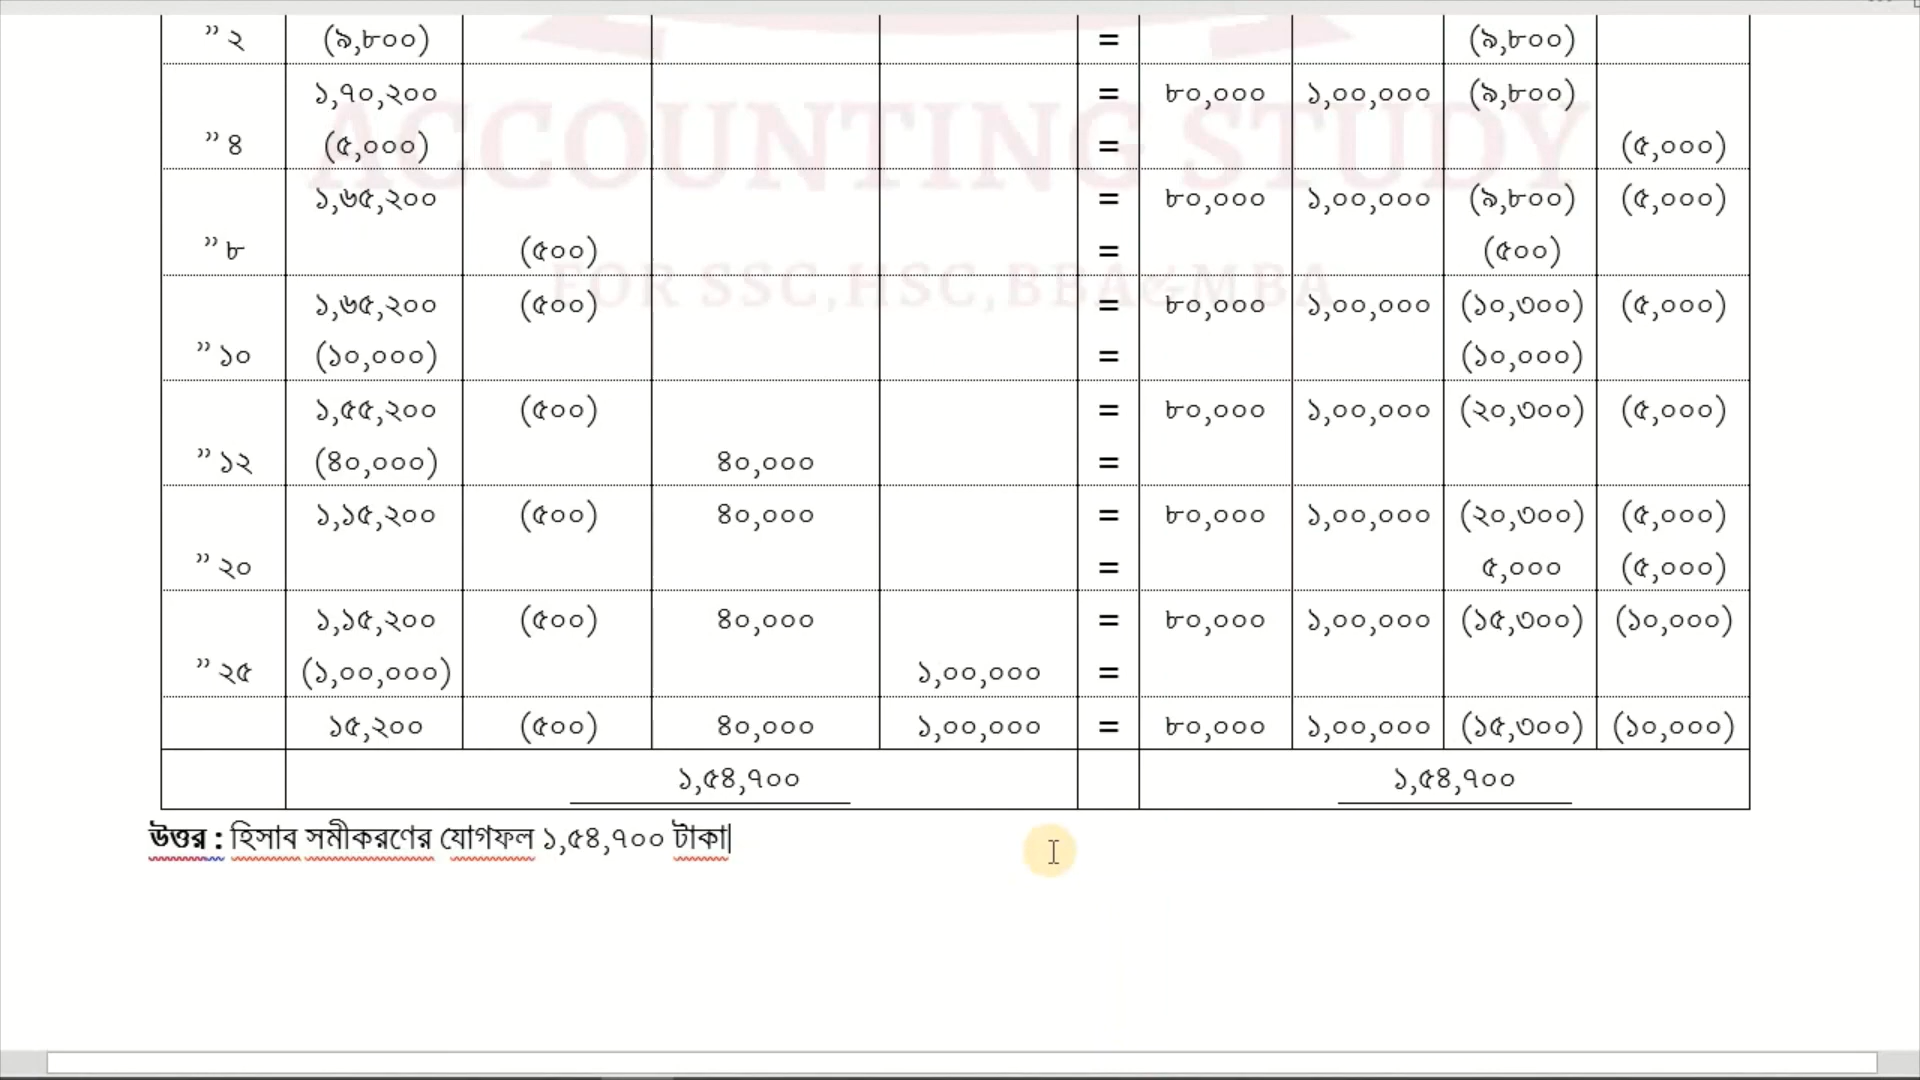 ” ২ (৯,৮০০) = (৯,৮০০)
১,৭০,২০০ = ৮০,০০০ ১,০০,০০০ (৯,৮০০)
” ৪ (৫,০০০) = (৫,০০০)
১,৬৫,২০০ = ৮০,০০০ ১,০০,০০০ (৯,৮০০) (৫,০০০)
” ৮ (৫০০) = (৫০০)
১,৬৫,২০০ (৫০০) = ৮০,০০০ ১,০০,০০০ (১০,৩০০) (৫,০০০)
” ১০ (১০,০০০) = (১০,০০০)
১,৫৫,২০০ (৫০০) = ৮০,০০০ ১,০০,০০০ (২০,৩০০) (৫,০০০)
” ১২ (৪০,০০০) ৪০,০০০ =
১,১৫,২০০ (৫০০) ৪০,০০০ = ৮০,০০০ ১,০০,০০০ (২০,৩০০) (৫,০০০)
” ২০ = ৫,০০০ (৫,০০০)
১,১৫,২০০ (৫০০) ৪০,০০০ = ৮০,০০০ ১,০০,০০০ (১৫,৩০০) (১০,০০০)
” ২৫ (১,০০,০০০) ১,০০,০০০ =
১৫,২০০ (৫০০) ৪০,০০০ ১,০০,০০০ = ৮০,০০০ ১,০০,০০০ (১৫,৩০০) (১০,০০০)
১,৫৪,৭০০ ১,৫৪,৭০০
উত্তর : হিসাব সমীকরণের যোগফল ১,৫৪,৭০০ টাকা
ACCOUNTING STUDY
FOR SSC,HSC,BBA&MBA